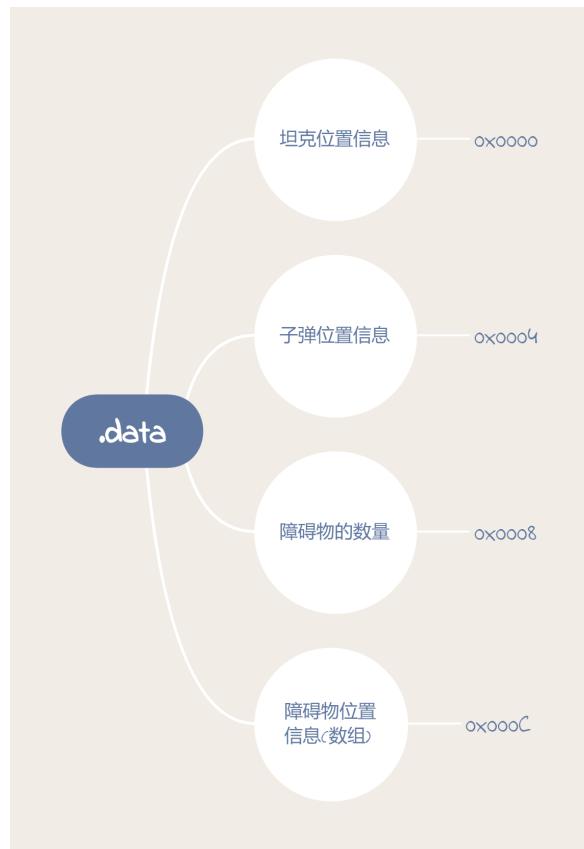 坦克位置信息
0x0000
子弹位置信息
0x0004
.data
障碍物的数量
0x0008
障碍物位置
信息(数组)
0x000C